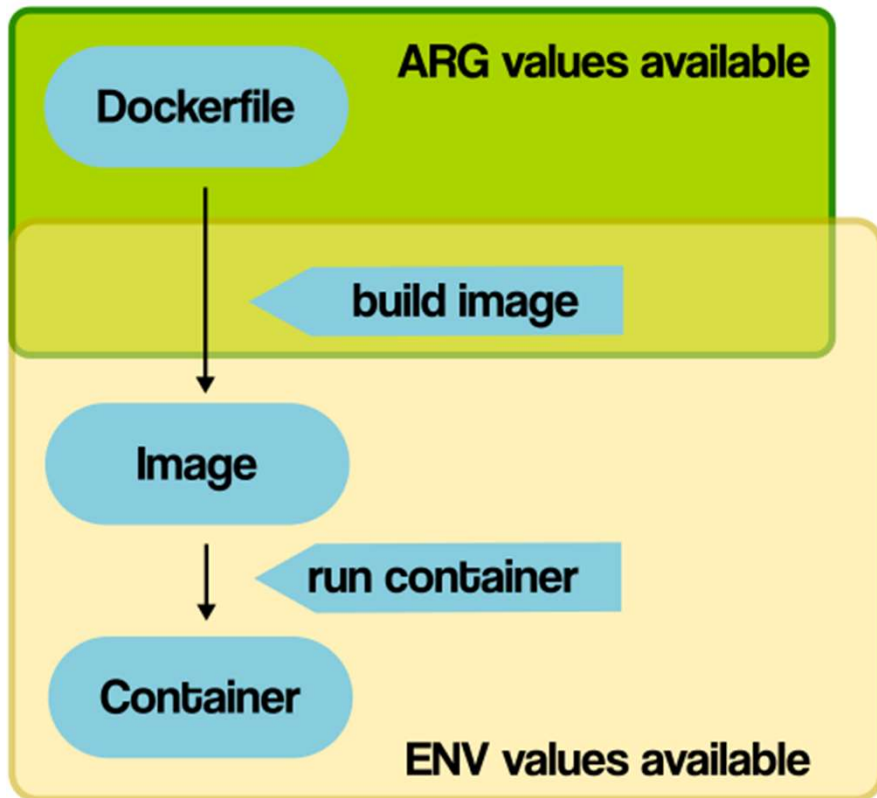 ARG values available
Dockerfile
build image
Image
run container
Container
ENV values available